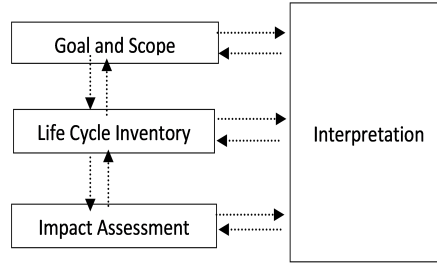 Goal and Scope
Life Cycle Inventory
Interpretation
Impact Assessment